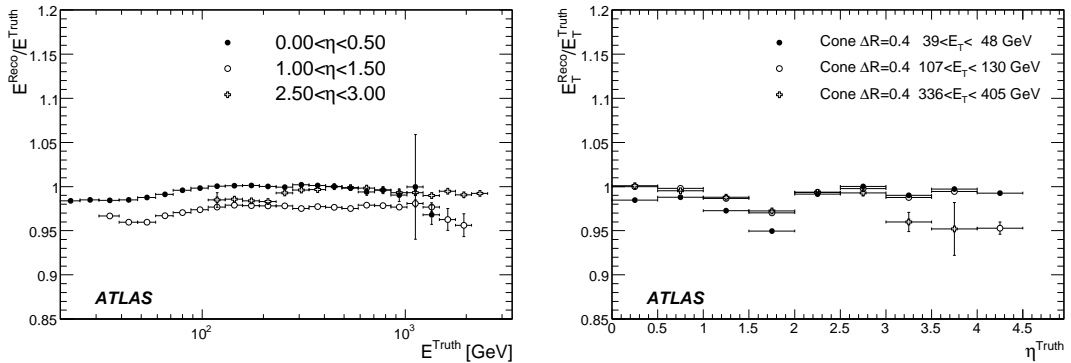 E^Reco/E^Truth
1.2
1.15
1.1
1.05
1
0.95
0.9
0.85
0.00<η<0.50
1.00<η<1.50
2.50<η<3.00
ATLAS
10^2
10^3
E^Truth [GeV]
E_T^Reco/E_T^Truth
1.2
1.15
1.1
1.05
1
0.95
0.9
0.85
Cone ΔR=0.4 39<E_T< 48 GeV
Cone ΔR=0.4 107<E_T< 130 GeV
Cone ΔR=0.4 336<E_T< 405 GeV
ATLAS
0 0.5 1 1.5 2 2.5 3 3.5 4 4.5
η^Truth